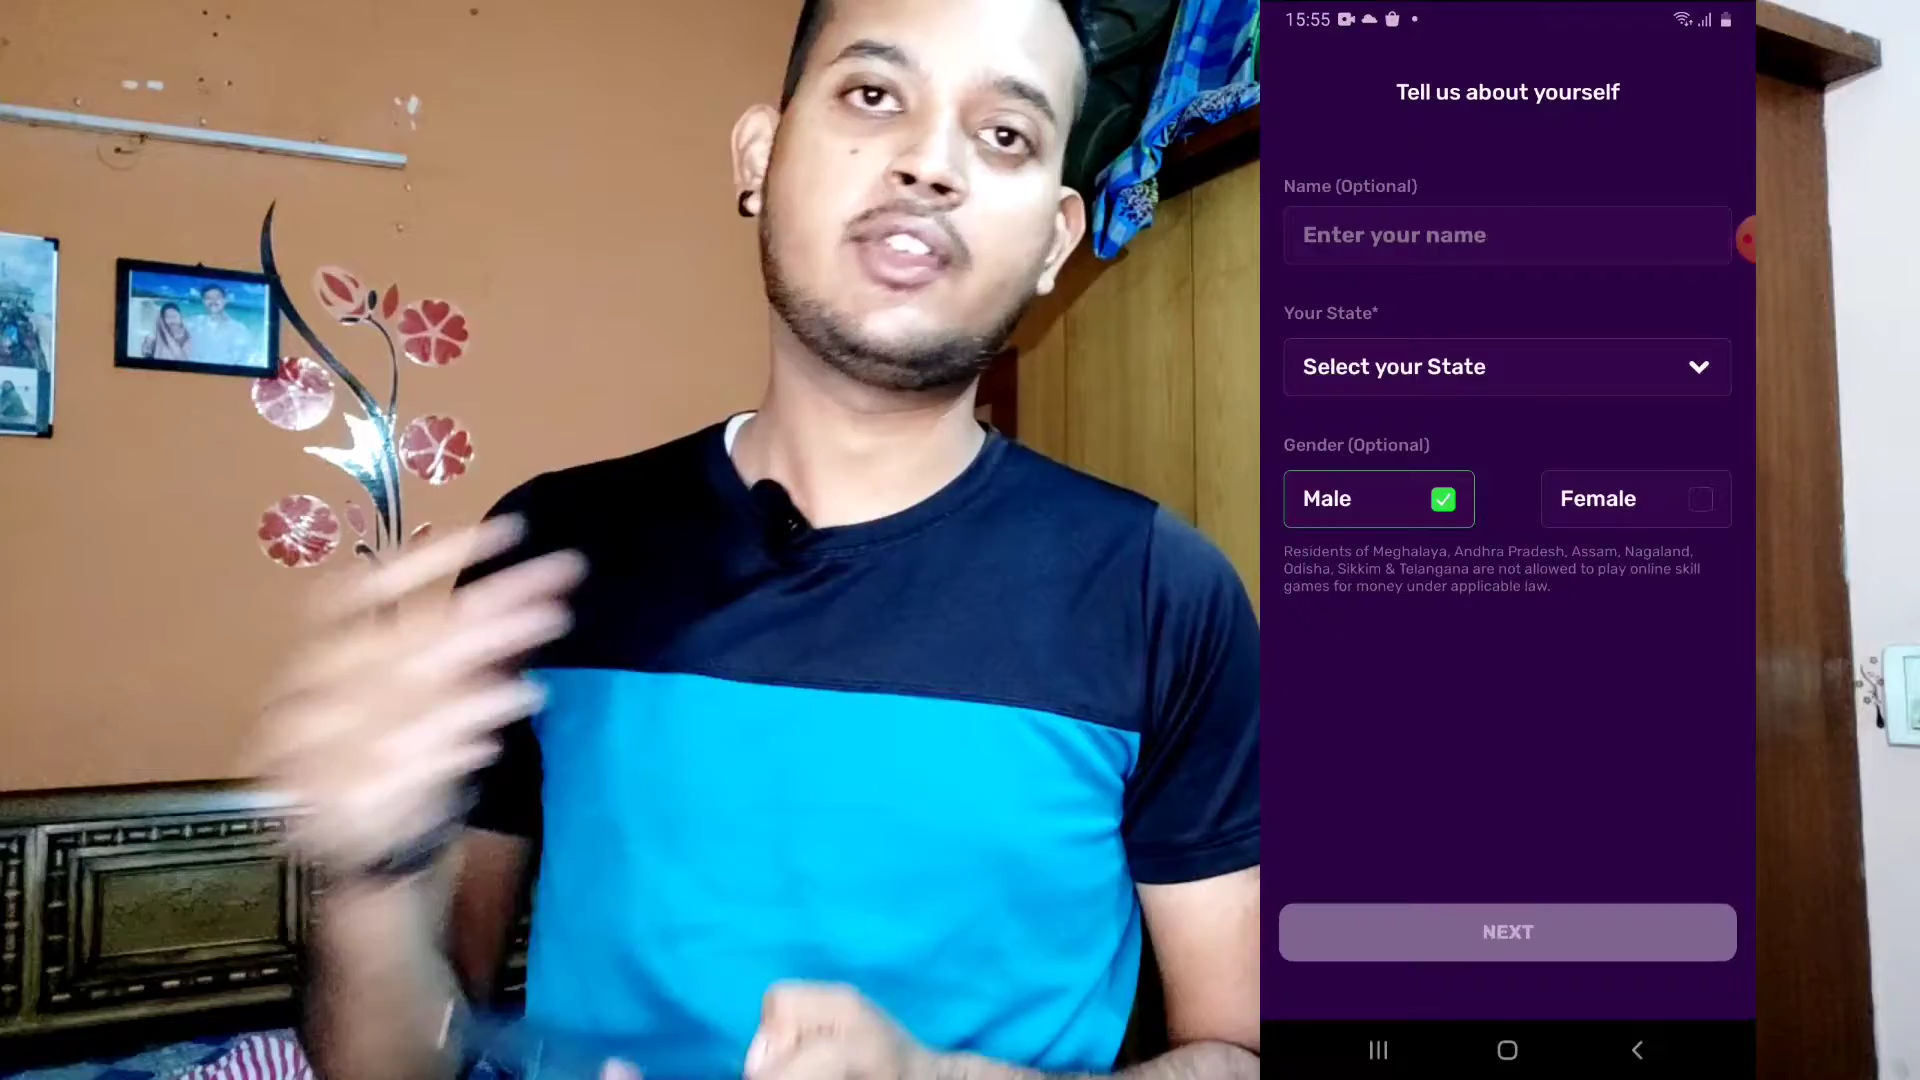 15:55
Tell us about yourself
Name (Optional)
Enter your name
Your State*
Select your State
Gender (Optional)
Male
Female
Residents of Meghalaya, Andhra Pradesh, Assam, Nagaland,
Odisha, Sikkim & Telangana are not allowed to play online skill
games for money under applicable law.
NEXT